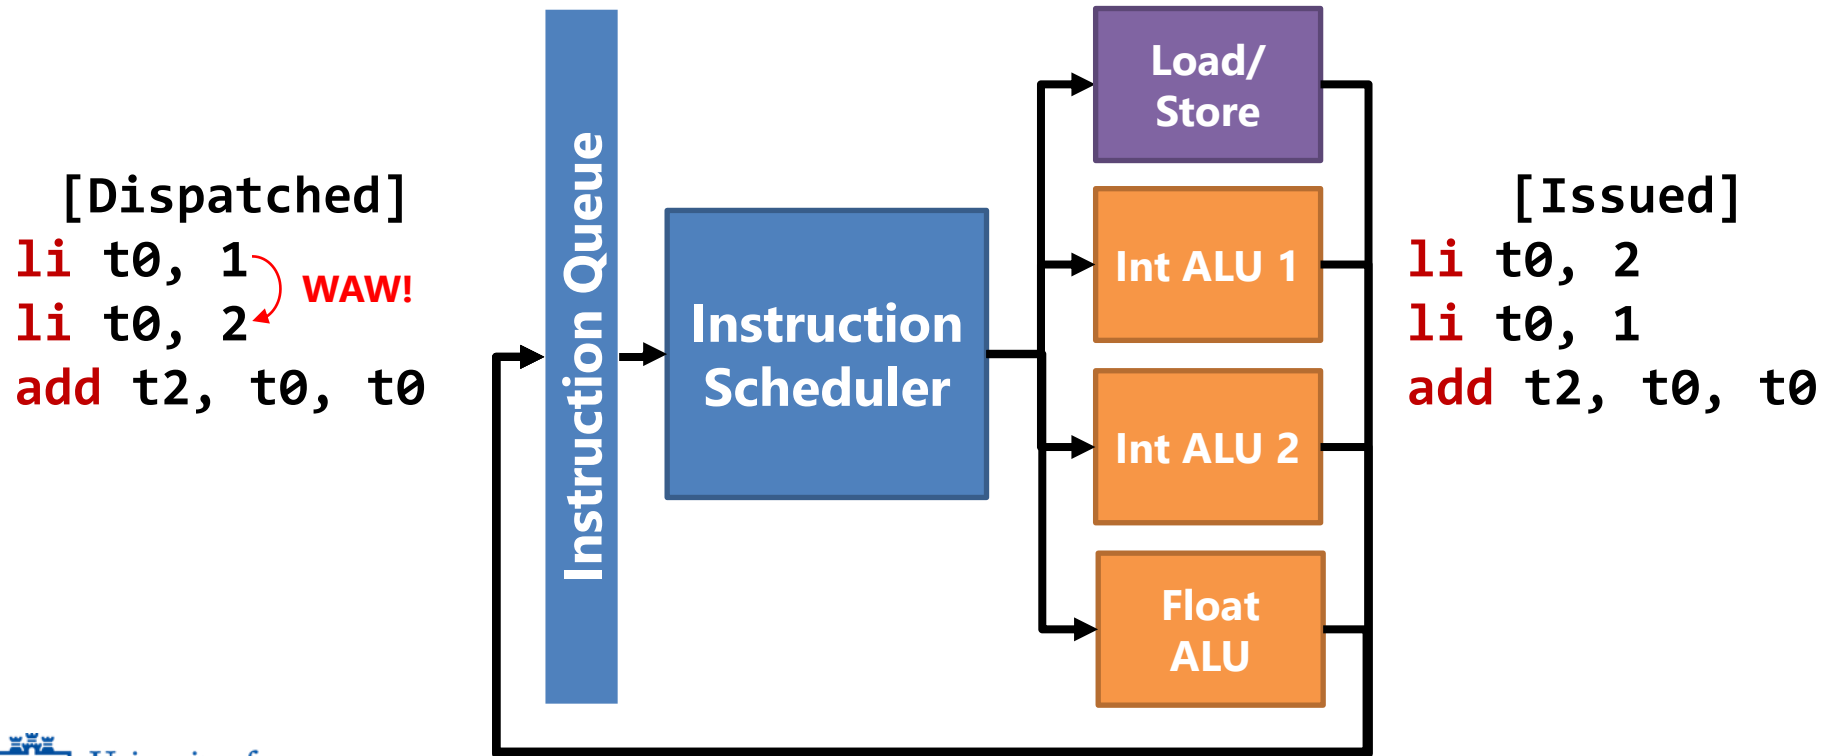 [Dispatched]
li t0, 1
li t0, 2
add t2, t0, t0
WAW!
Instruction Queue
Instruction
Scheduler
Load/
Store
Int ALU 1
Int ALU 2
Float
ALU
[Issued]
li t0, 2
li t0, 1
add t2, t0, t0